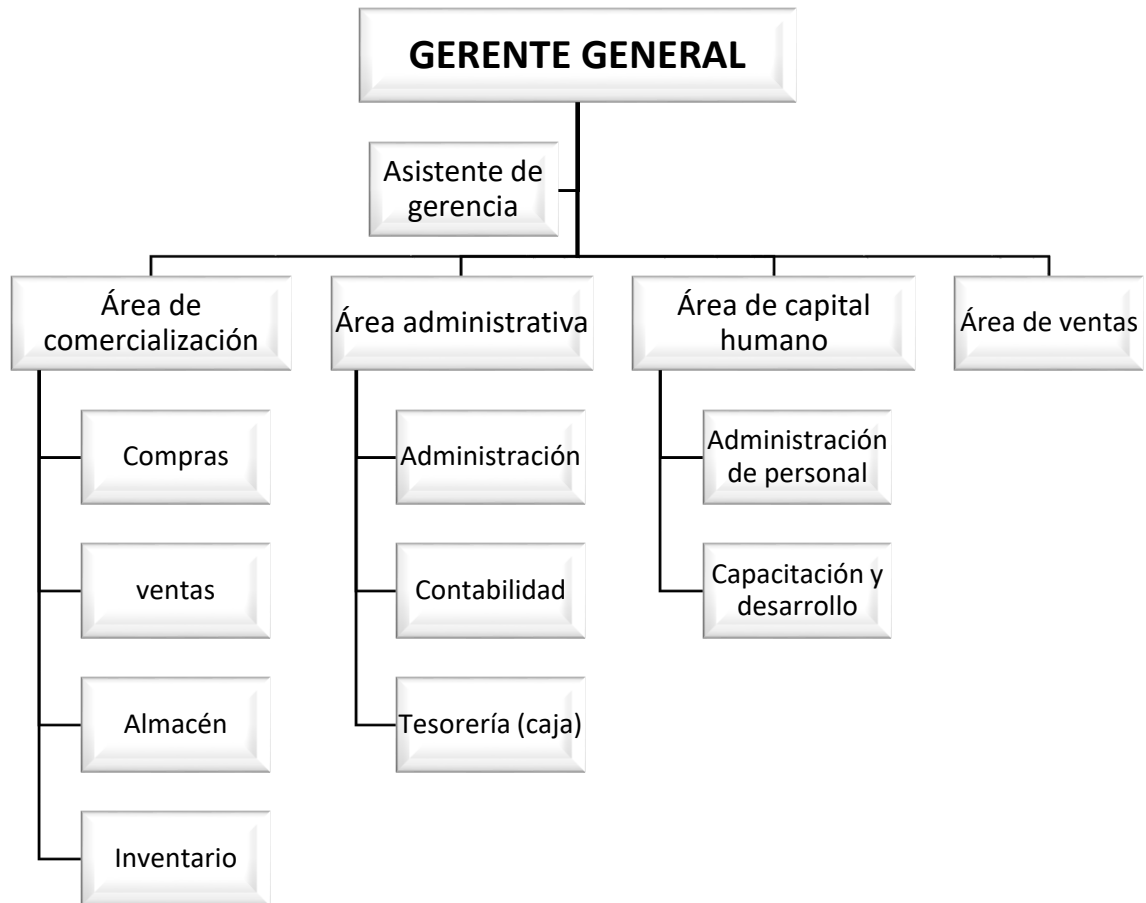 GERENTE GENERAL
Asistente de
gerencia
Área de
comercialización
Área administrativa
Área de capital
humano
Área de ventas
Compras
ventas
Almacén
Inventario
Administración
Contabilidad
Tesorería (caja)
Administración
de personal
Capacitación y
desarrollo